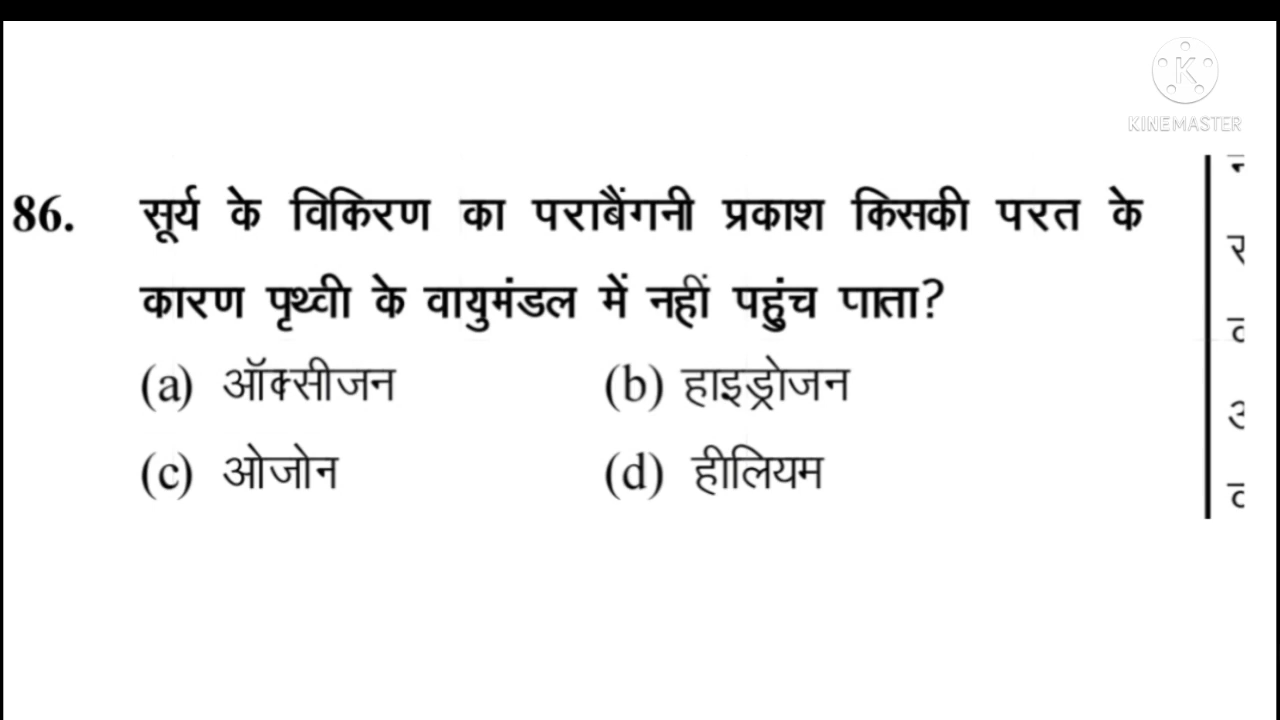 KINEMASTER
86. सूर्य के विकिरण का पराबैंगनी प्रकाश किसकी परत के
कारण पृथ्वी के वायुमंडल में नहीं पहुंच पाता?
(a) ऑक्सीजन (b) हाइड्रोजन
(c) ओजोन (d) हीलियम